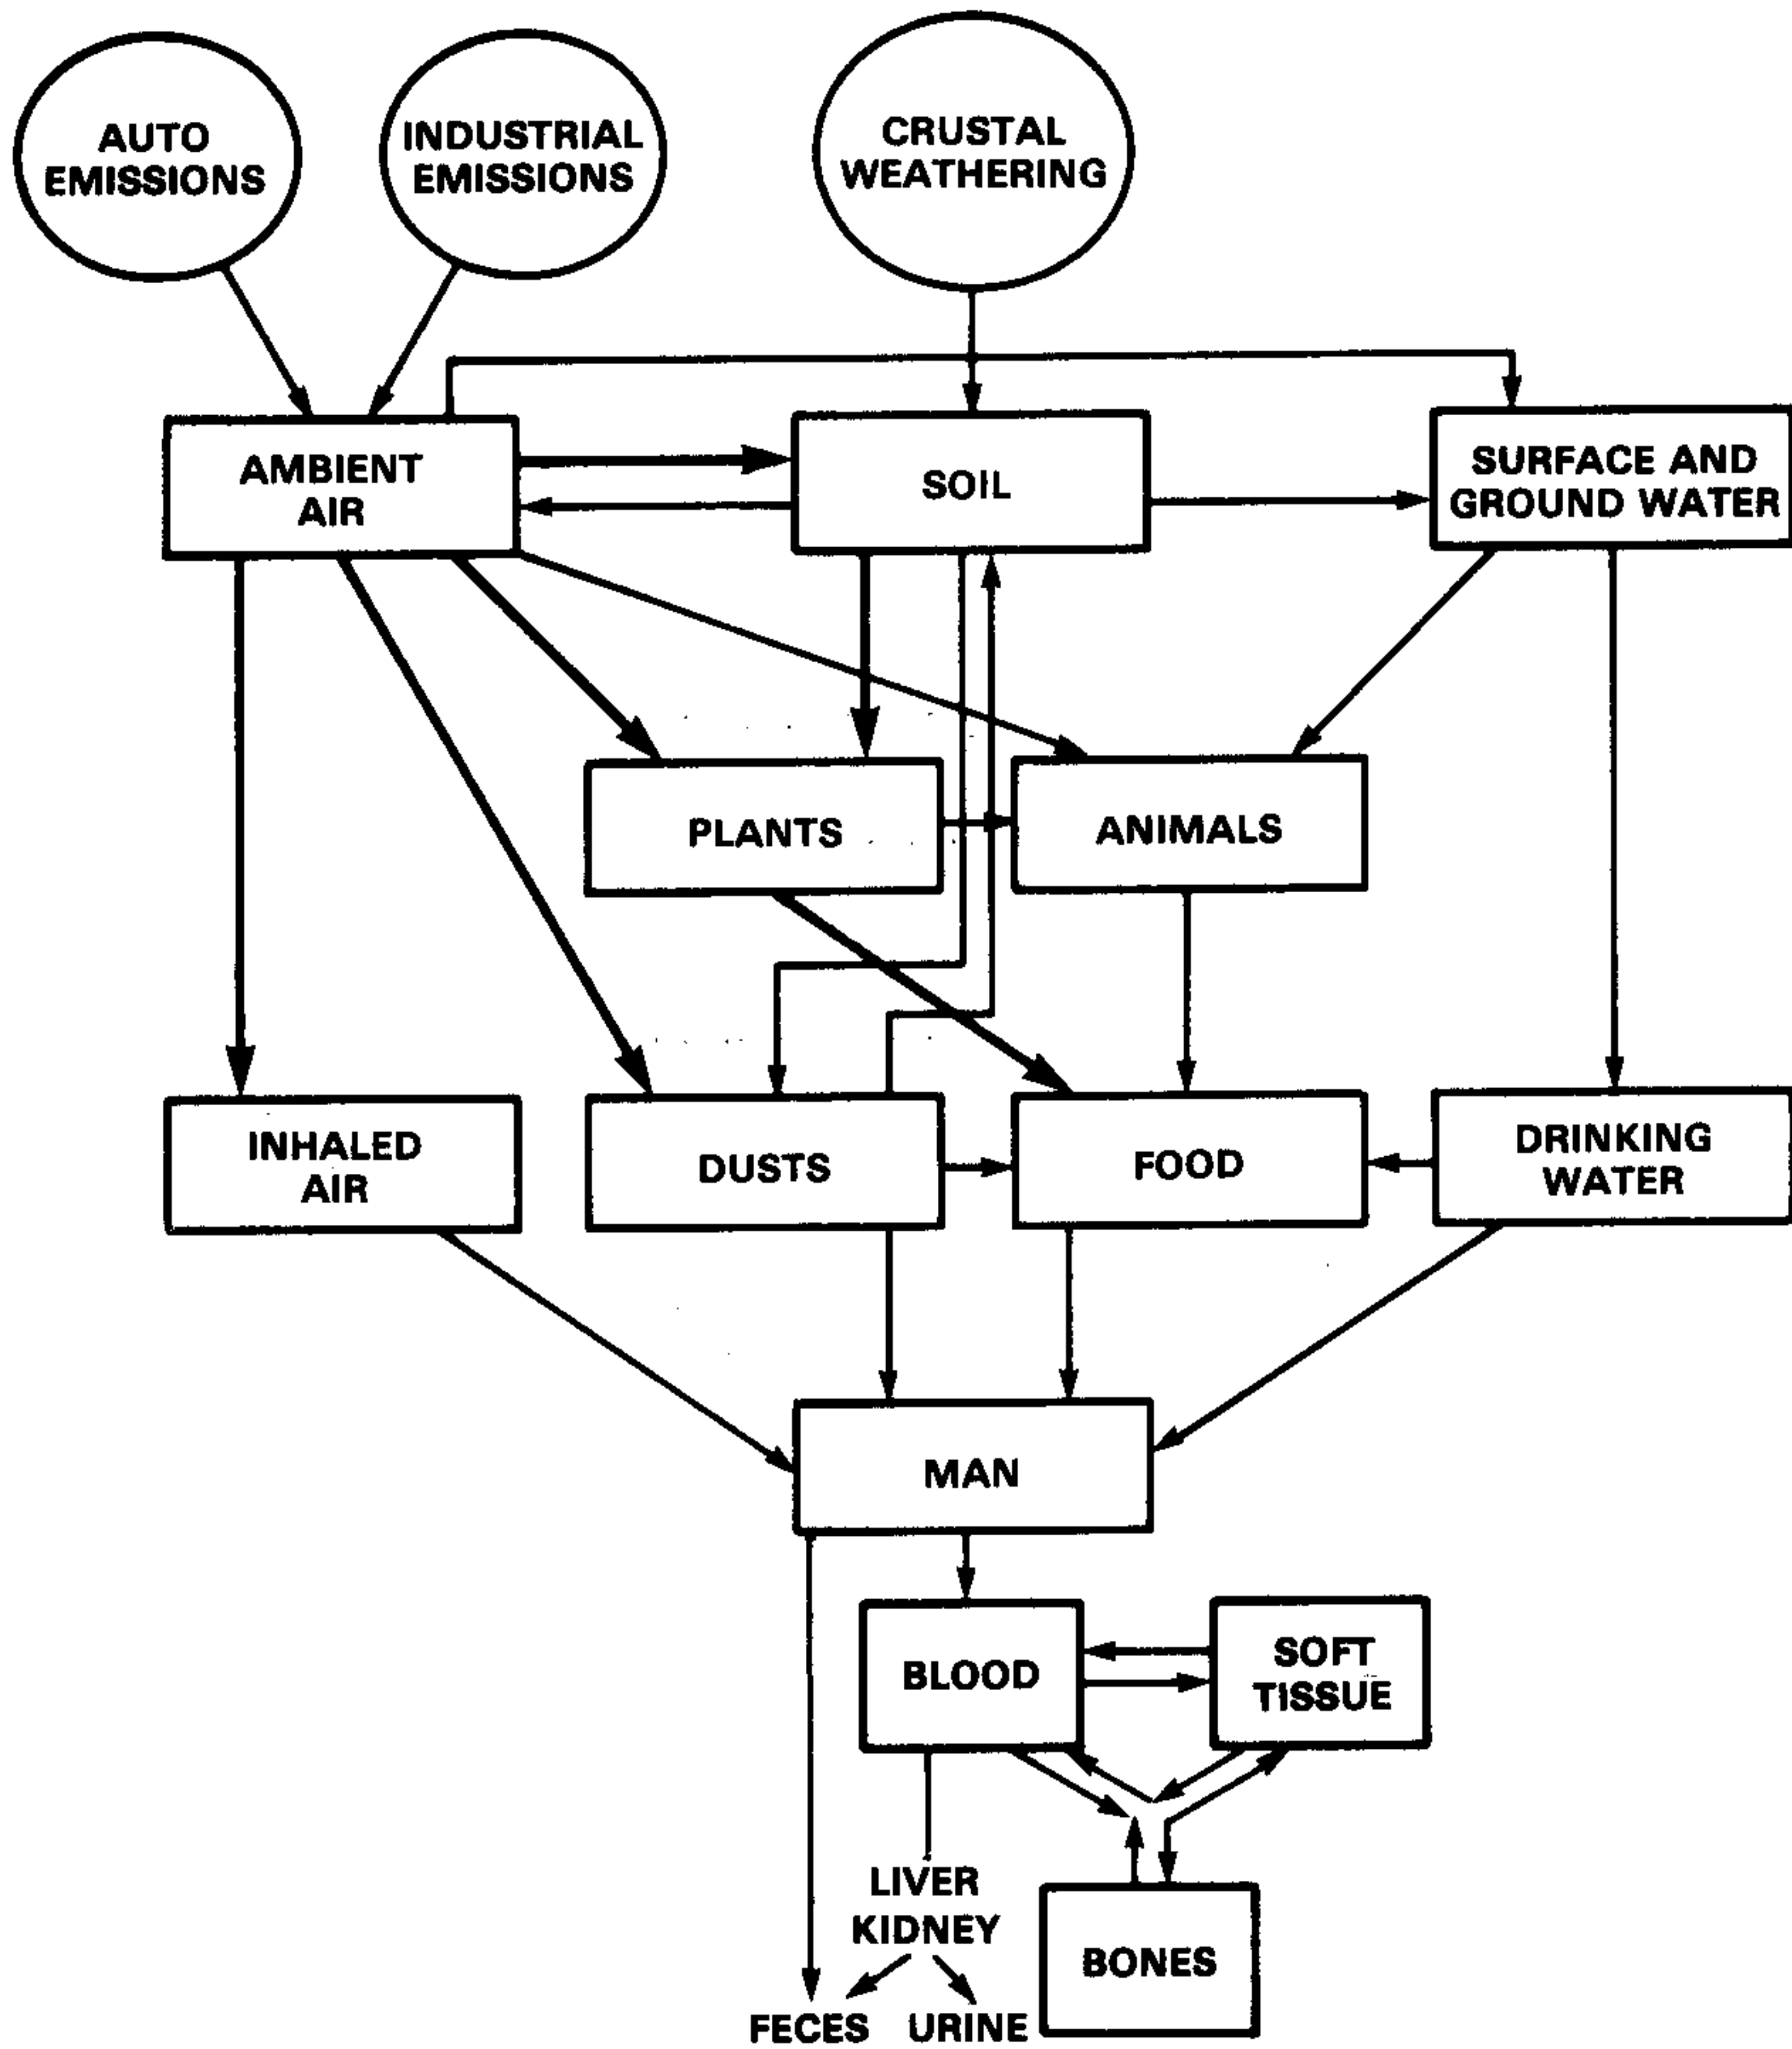 AUTO
EMISSIONS
INDUSTRIAL
EMISSIONS
CRUSTAL
WEATHERING
AMBIENT
AIR
SOIL
SURFACE AND
GROUND WATER
PLANTS
ANIMALS
INHALED
AIR
DUSTS
FOOD
DRINKING
WATER
MAN
BLOOD
SOFT
TISSUE
LIVER
KIDNEY
BONES
FECES
URINE